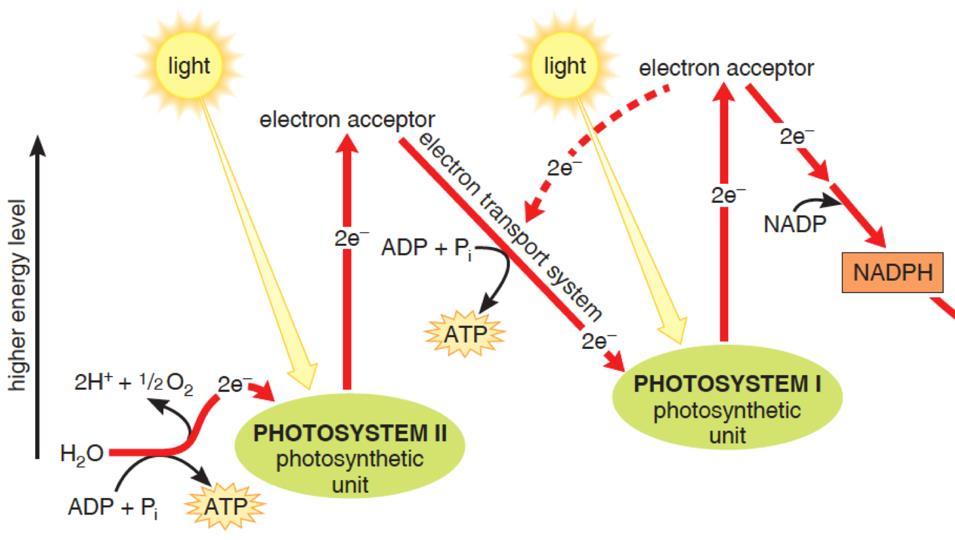 light
light
electron acceptor
electron acceptor
electron transport system
2e⁻
2e⁻
2e⁻
2e⁻
NADP
ADP + Pᵢ
NADPH
higher energy level
ATP
2e⁻
2H⁺ + 1/2 O₂
2e⁻
PHOTOSYSTEM I
photosynthetic
unit
PHOTOSYSTEM II
photosynthetic
unit
H₂O
ADP + Pᵢ
ATP